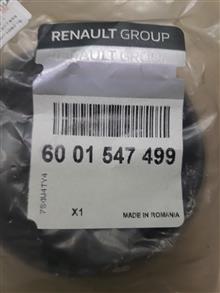 RENAULT GROUP
RENAULT GROUP
60 01 547 499
X1
MADE IN ROMANIA